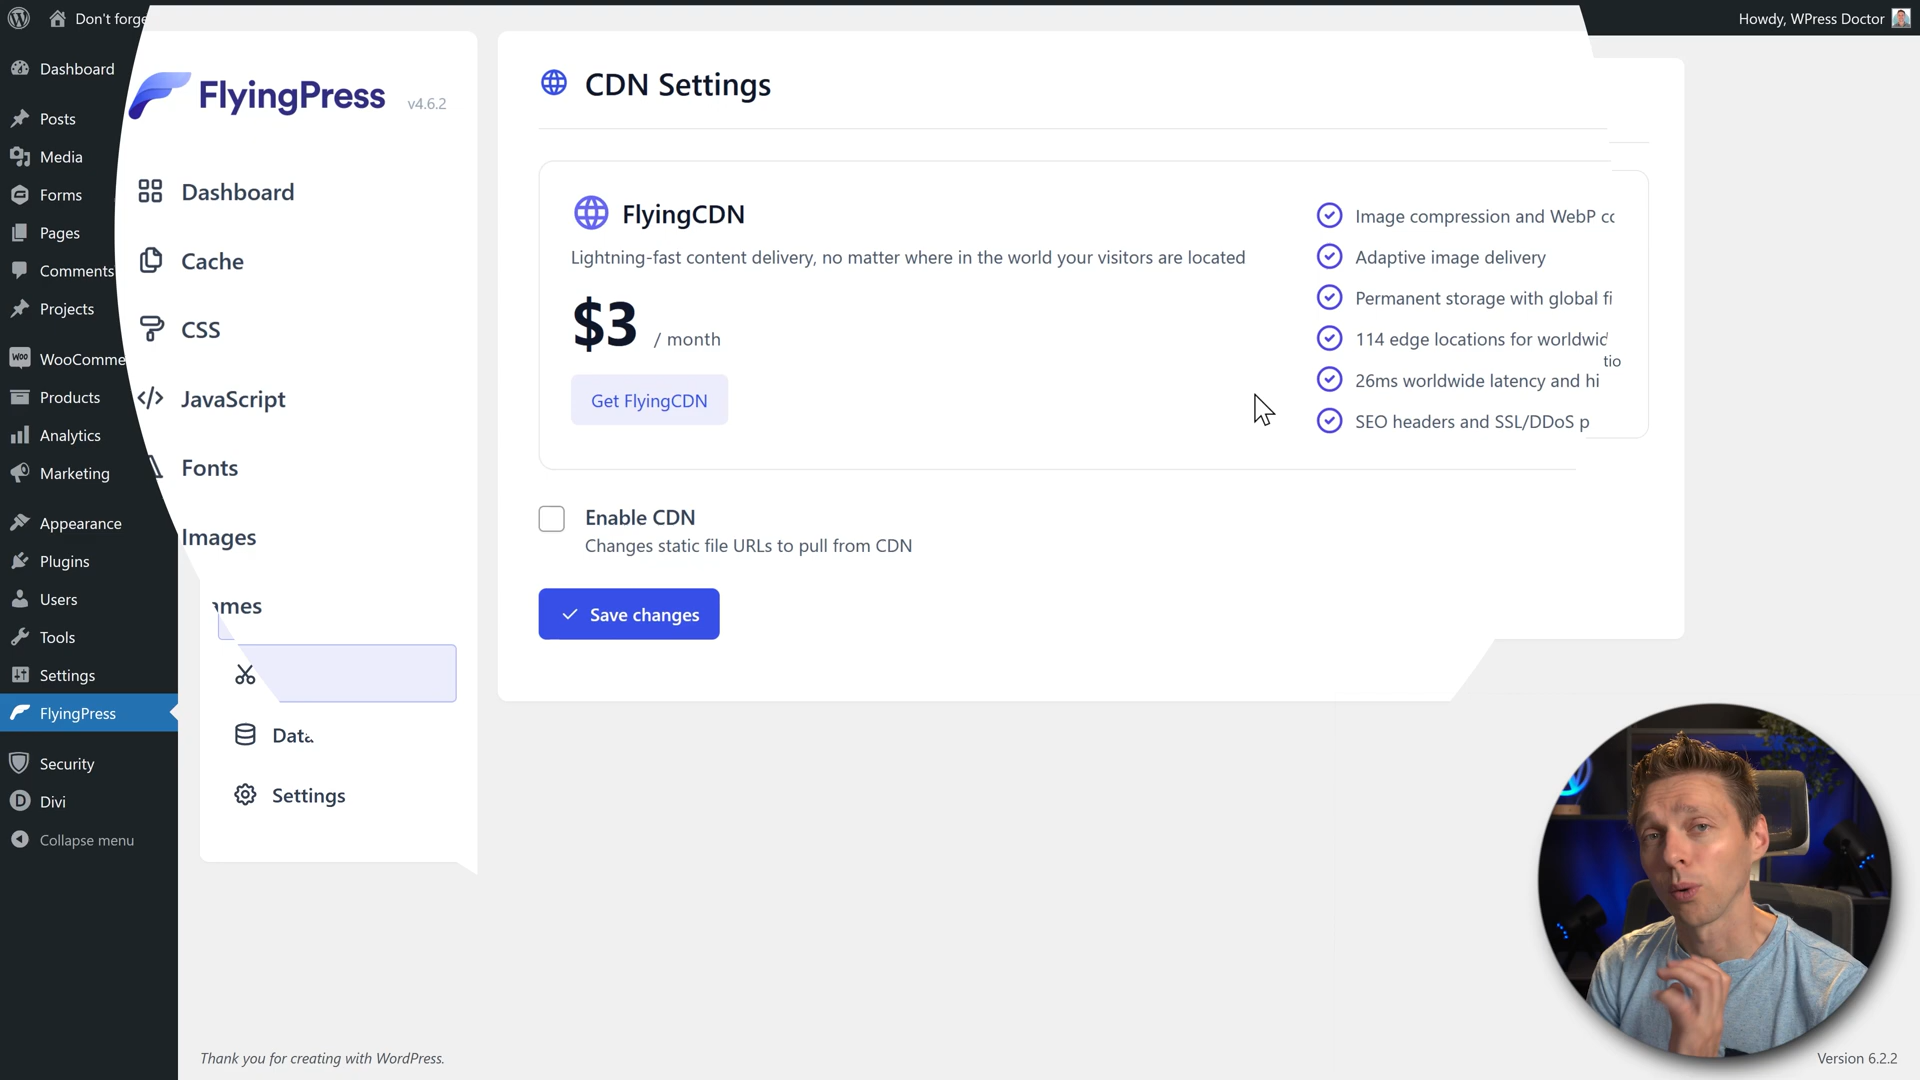 Don't forge
Howdy, WPress Doctor
Dashboard
Posts
Media
Forms
Pages
Comments
Projects
WooComme
Products
Analytics
Marketing
Appearance
Plugins
Users
Tools
Settings
FlyingPress
Security
Divi
Collapse menu
FlyingPress v4.6.2
Dashboard
Cache
CSS
JavaScript
Fonts
Images
ames
Data
Settings
CDN Settings
FlyingCDN
Lightning-fast content delivery, no matter where in the world your visitors are located
$3 / month
Get FlyingCDN
Image compression and WebP co
Adaptive image delivery
Permanent storage with global fi
114 edge locations for worldwid
tio
26ms worldwide latency and hi
SEO headers and SSL/DDoS p
Enable CDN
Changes static file URLs to pull from CDN
Save changes
Thank you for creating with WordPress.
Version 6.2.2